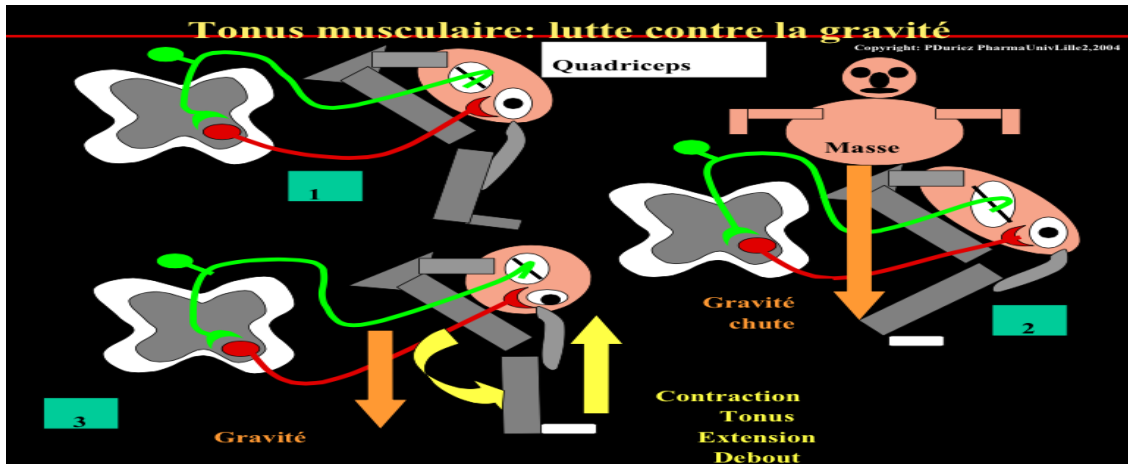 Tonus musculaire: lutte contre la gravité
Copyright: PDuriez PharmaUnivLille2,2004
Quadriceps
Masse
1
Gravité
chute
2
3
Gravité
Contraction
Tonus
Extension
Debout